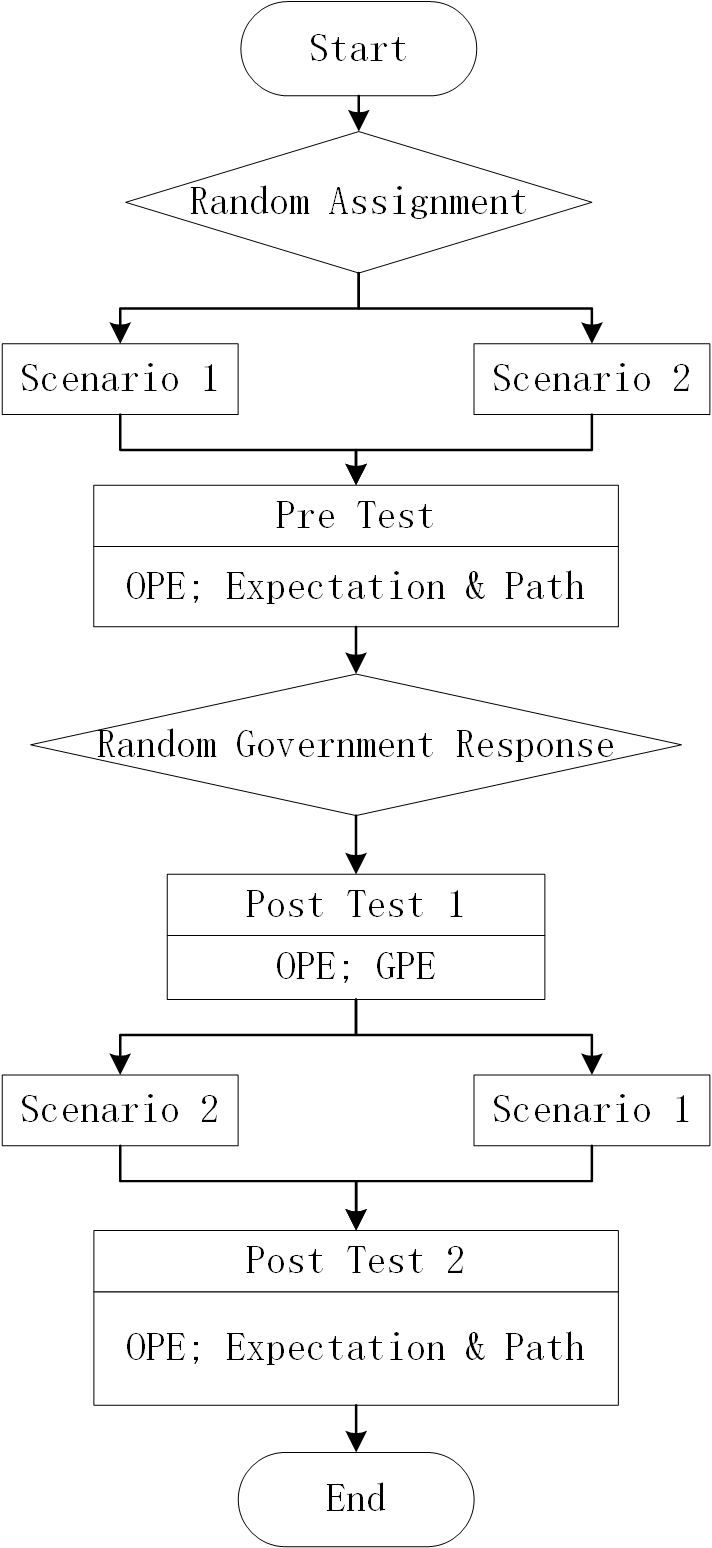 Start
Random Assignment
Scenario 1
Scenario 2
Pre Test
OPE; Expectation & Path
Random Government Response
Post Test 1
OPE; GPE
Scenario 2
Scenario 1
Post Test 2
OPE; Expectation & Path
End